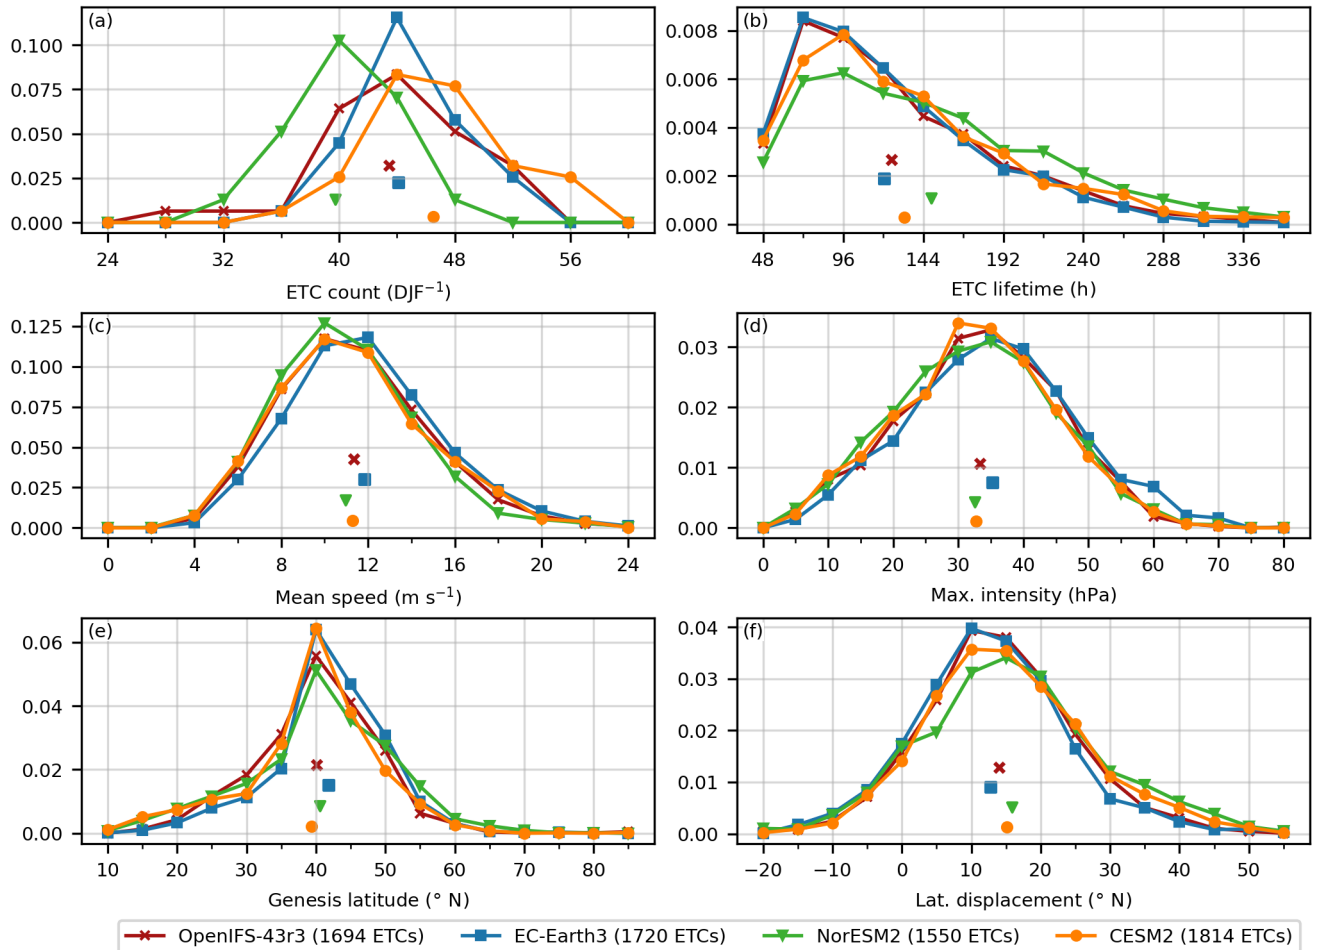 (a)
0.100
0.075
0.050
0.025
0.000
24 32 40 48 56
ETC count (DJF⁻¹)
(b)
0.008
0.006
0.004
0.002
0.000
48 96 144 192 240 288 336
ETC lifetime (h)
(c)
0.125
0.100
0.075
0.050
0.025
0.000
0 4 8 12 16 20 24
Mean speed (m s⁻¹)
(d)
0.03
0.02
0.01
0.00
0 10 20 30 40 50 60 70 80
Max. intensity (hPa)
(e)
0.06
0.04
0.02
0.00
10 20 30 40 50 60 70 80
Genesis latitude (° N)
(f)
0.04
0.03
0.02
0.01
0.00
−20 −10 0 10 20 30 40 50
Lat. displacement (° N)
OpenIFS-43r3 (1694 ETCs) EC-Earth3 (1720 ETCs) NorESM2 (1550 ETCs) CESM2 (1814 ETCs)